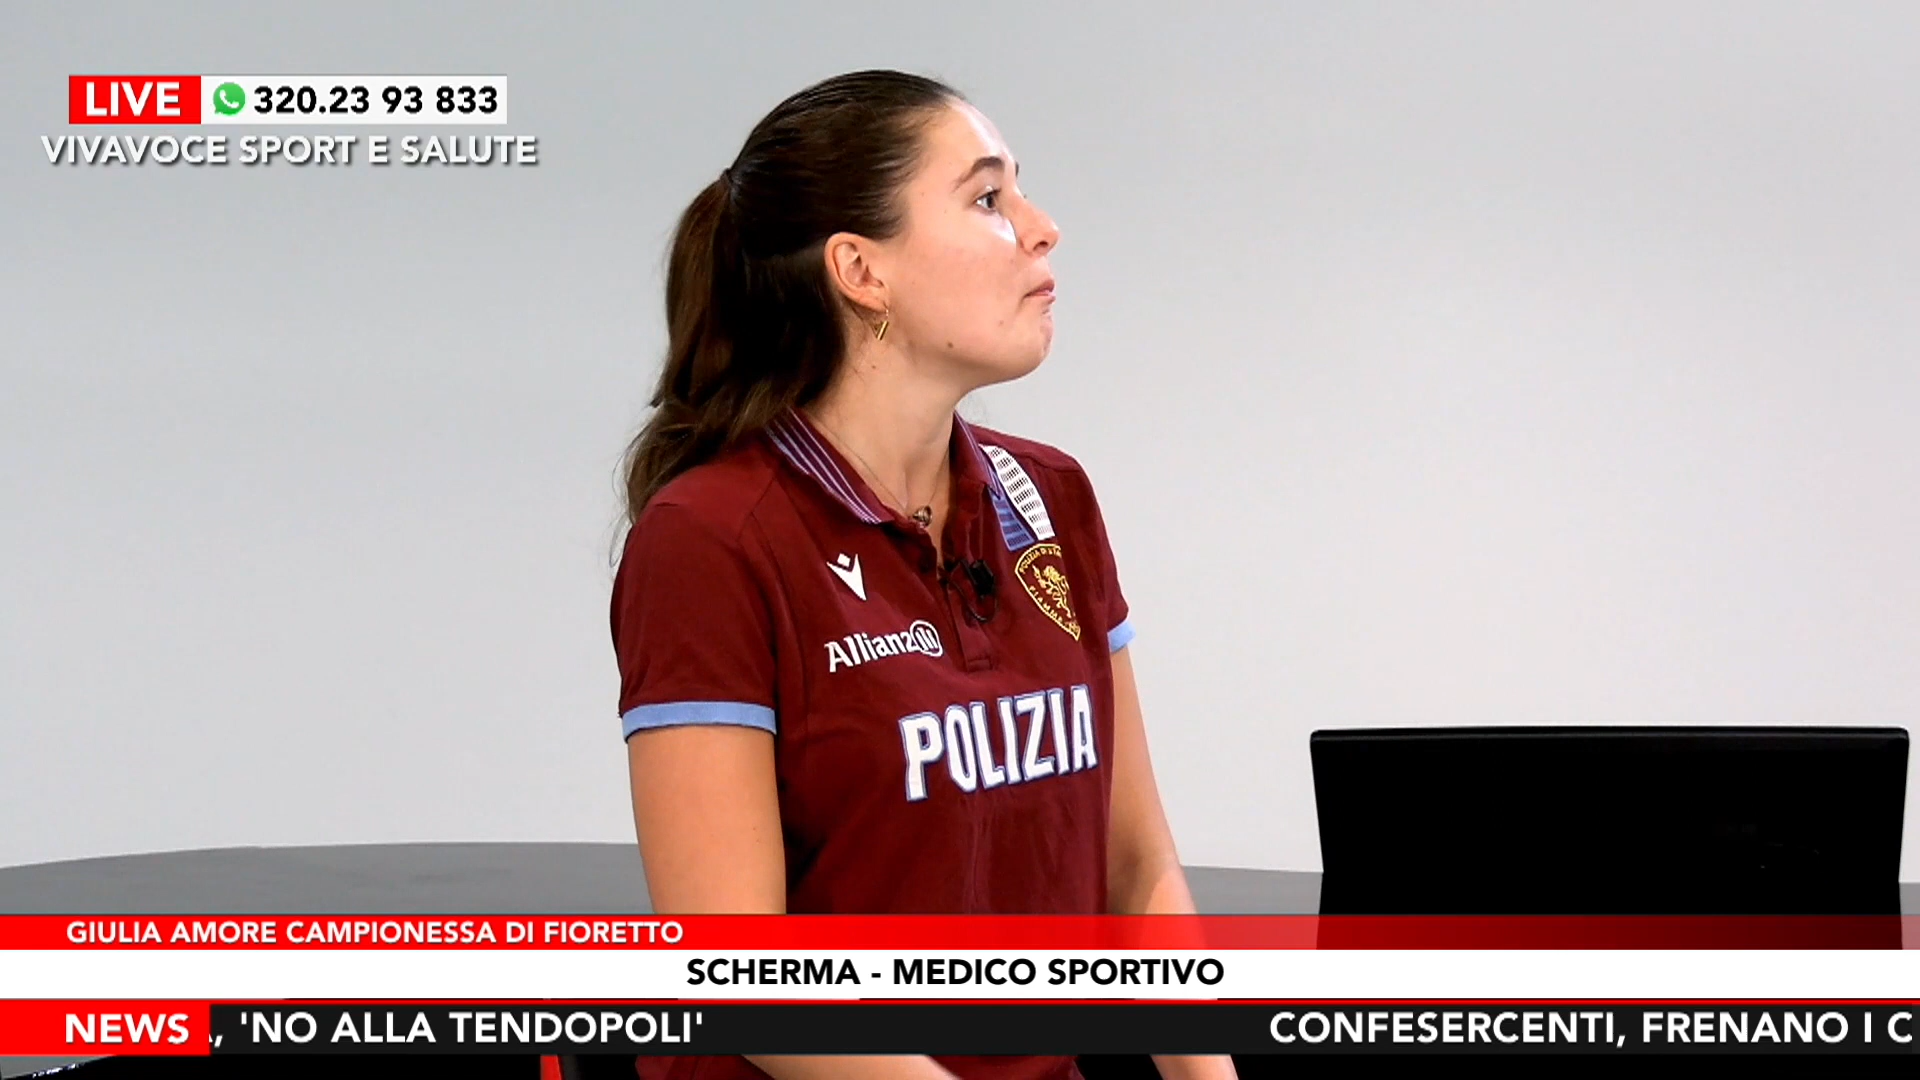 LIVE 320.23 93 833
VIVAVOCE SPORT E SALUTE
Allianz
POLIZIA
GIULIA AMORE CAMPIONESSA DI FIORETTO
SCHERMA - MEDICO SPORTIVO
NEWS , 'NO ALLA TENDOPOLI' CONFESERCENTI, FRENANO I C